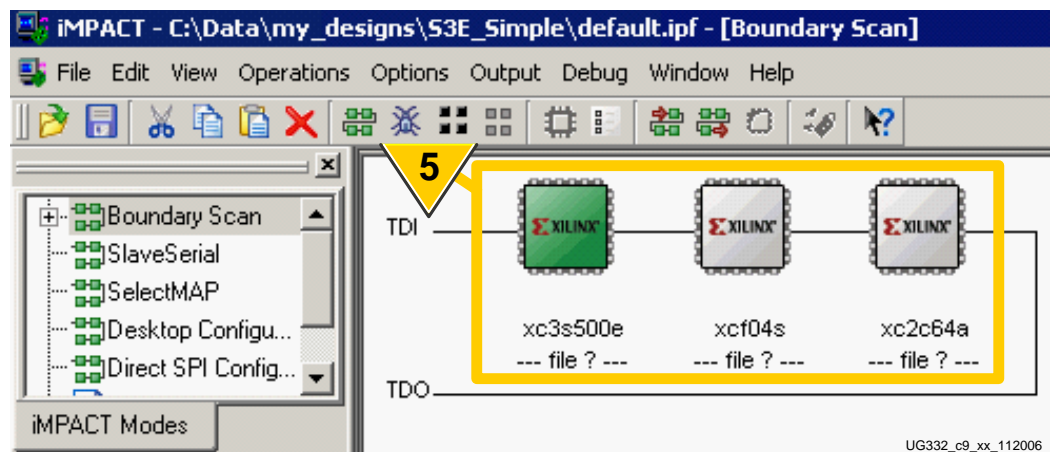 iMPACT - C:\Data\my_designs\S3E_Simple\default.ipf - [Boundary Scan]
File Edit View Operations Options Output Debug Window Help
5
Boundary Scan
SlaveSerial
SelectMAP
Desktop Configu...
Direct SPI Config...
iMPACT Modes
TDI
XILINX XILINX XILINX
xc3s500e xcf04s xc2c64a
--- file ? --- --- file ? --- --- file ? ---
TDO
UG332_c9_xx_112006